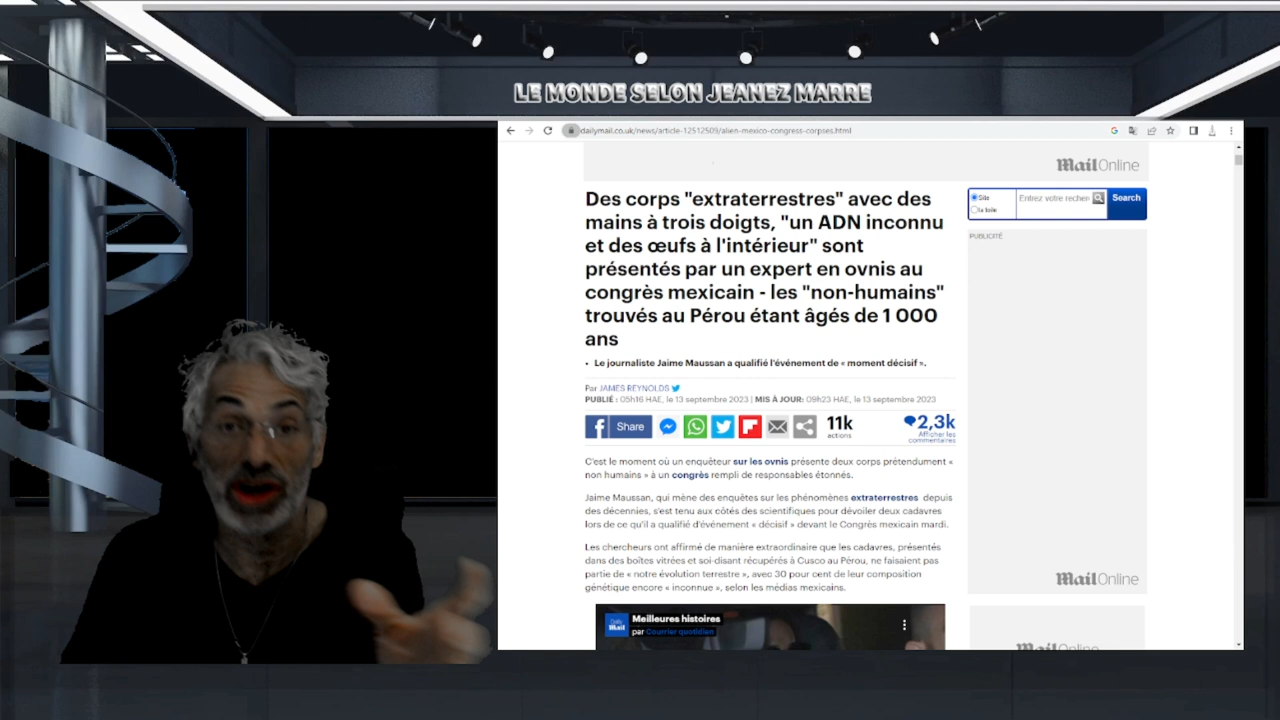 LE MONDE SELON JEANEZ MARRE
dailymail.co.uk/news/article-12512509/alien-mexico-congress-corpses.html
Mail Online
Des corps "extraterrestres" avec des
mains à trois doigts, "un ADN inconnu
et des œufs à l'intérieur" sont
présentés par un expert en ovnis au
congrès mexicain - les "non-humains"
trouvés au Pérou étant âgés de 1 000
ans
• Le journaliste Jaime Maussan a qualifié l'événement de « moment décisif ».
Par JAMES REYNOLDS
PUBLIÉ : 05h16 HAE, le 13 septembre 2023 | MIS À JOUR: 09h23 HAE, le 13 septembre 2023
Share
11k
actions
2,3k
Afficher les
commentaires
C'est le moment où un enquêteur sur les ovnis présente deux corps prétendument «
non humains » à un congrès rempli de responsables étonnés.
Jaime Maussan, qui mène des enquêtes sur les phénomènes extraterrestres depuis
des décennies, s'est tenu aux côtés des scientifiques pour dévoiler deux cadavres
lors de ce qu'il a qualifié d'événement « décisif » devant le Congrès mexicain mardi.
Les chercheurs ont affirmé de manière extraordinaire que les cadavres, présentés
dans des boîtes vitrées et soi-disant récupérés à Cusco au Pérou, ne faisaient pas
partie de « notre évolution terrestre », avec 30 pour cent de leur composition
génétique encore « inconnue », selon les médias mexicains.
Daily
Mail
Meilleures histoires
par Courrier quotidien
Site
la toile
Entrez votre recher
Search
PUBLICITÉ
Mail Online
Mail Online